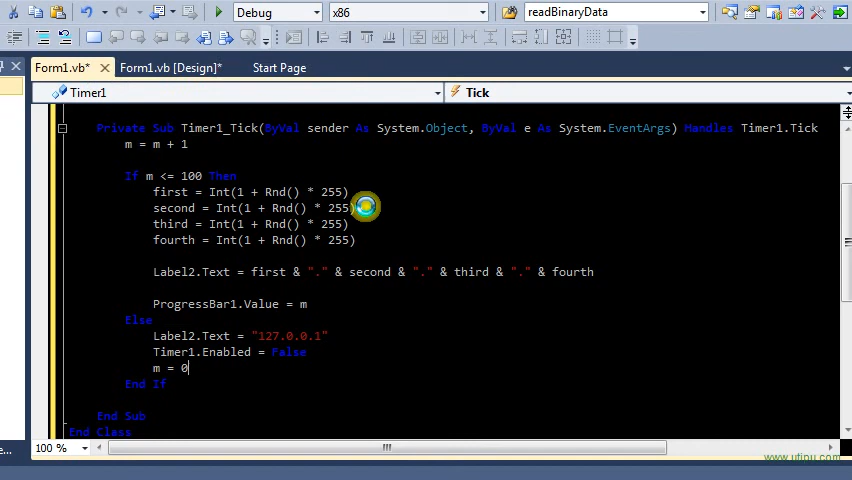 Debug
x86
readBinaryData
Form1.vb*
Form1.vb [Design]*
Start Page
Timer1
Tick
Private Sub Timer1_Tick(ByVal sender As System.Object, ByVal e As System.EventArgs) Handles Timer1.Tick
m = m + 1
If m <= 100 Then
first = Int(1 + Rnd() * 255)
second = Int(1 + Rnd() * 255)
third = Int(1 + Rnd() * 255)
fourth = Int(1 + Rnd() * 255)
Label2.Text = first & "." & second & "." & third & "." & fourth
ProgressBar1.Value = m
Else
Label2.Text = "127.0.0.1"
Timer1.Enabled = False
m = 0
End If
End Sub
End Class
e...
100 %
www.utipu.com